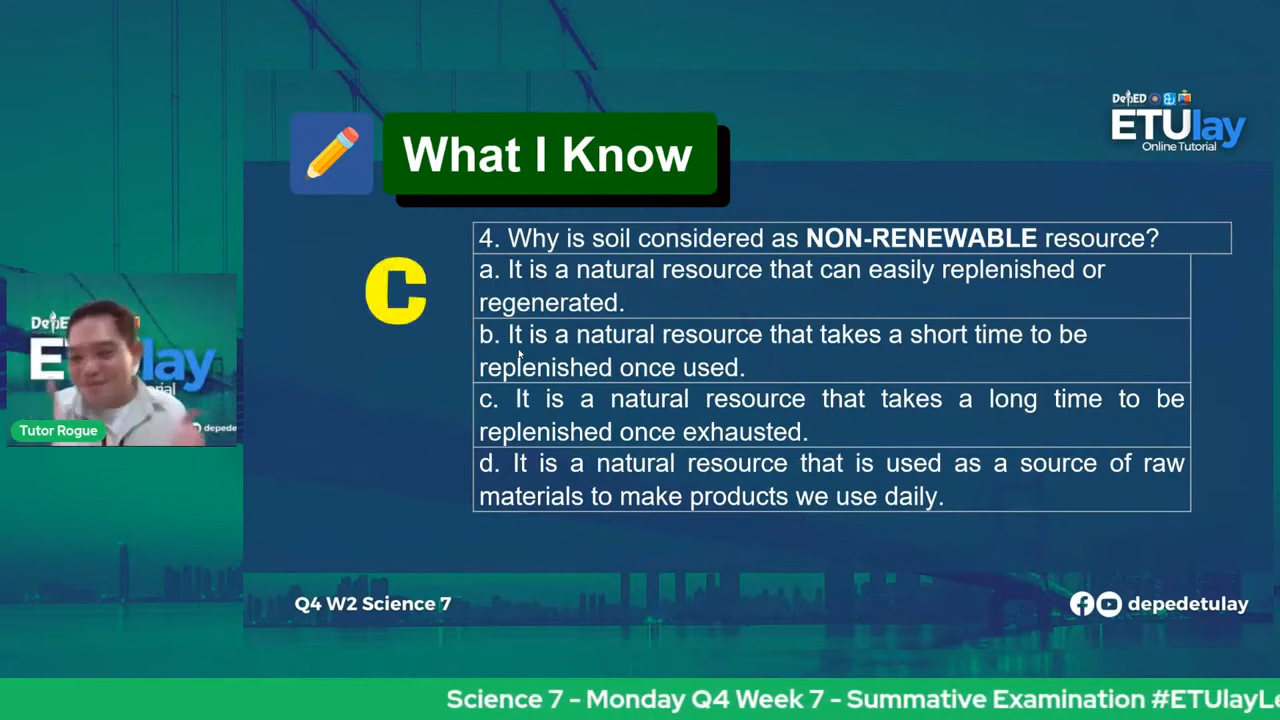 What I Know
DepED
ETUlay
Online Tutorial
C
4. Why is soil considered as NON-RENEWABLE resource?
a. It is a natural resource that can easily replenished or
regenerated.
b. It is a natural resource that takes a short time to be
replenished once used.
c. It is a natural resource that takes a long time to be
replenished once exhausted.
d. It is a natural resource that is used as a source of raw
materials to make products we use daily.
Tutor Rogue
depede
Q4 W2 Science 7
depedetulay
Science 7 - Monday Q4 Week 7 - Summative Examination #ETUlayL